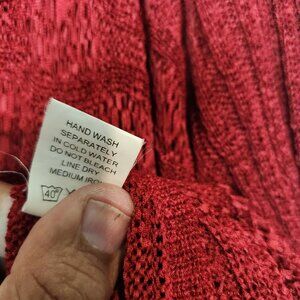 HAND WASH
SEPARATELY
IN COLD WATER
DO NOT BLEACH
LINE DRY
MEDIUM IRON
40°